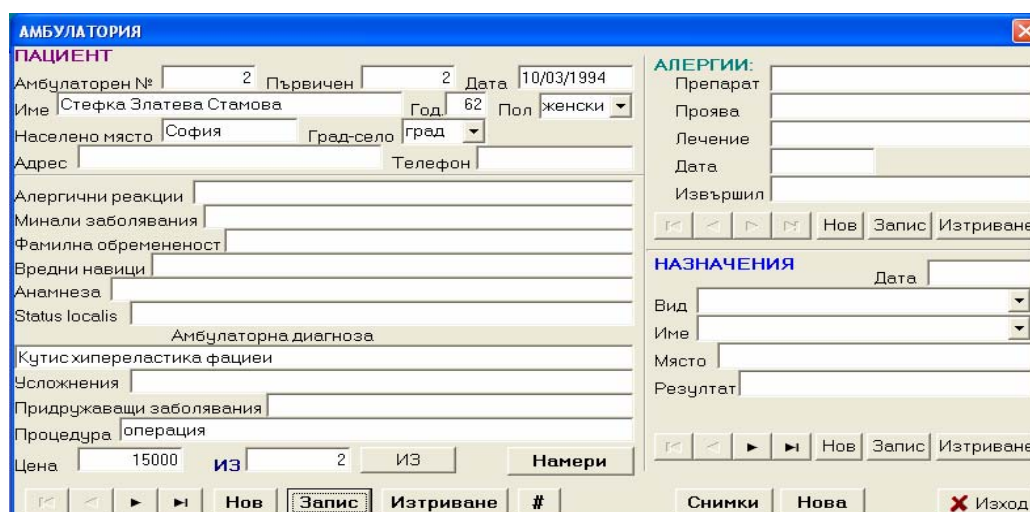 АМБУЛАТОРИЯ
ПАЦИЕНТ
Амбулаторен № 2 Първичен 2 Дата 10/03/1994
Име Стефка Златева Стамова Год. 62 Пол женски
Населено място София Град-село град
Адрес Телефон
Алергични реакции
Минали заболявания
Фамилна обремененост
Вредни навици
Анамнеза
Status localis
Амбулаторна диагноза
Кутис хипереластика фациеи
Усложнения
Придружаващи заболявания
Процедура операция
Цена 15000 ИЗ 2 ИЗ Намери
Нов Запис Изтриване #
АЛЕРГИИ:
Препарат
Проява
Лечение
Дата
Извършил
Нов Запис Изтриване
НАЗНАЧЕНИЯ
Дата
Вид
Име
Място
Резултат
Нов Запис Изтриване
Снимки Нова Изход